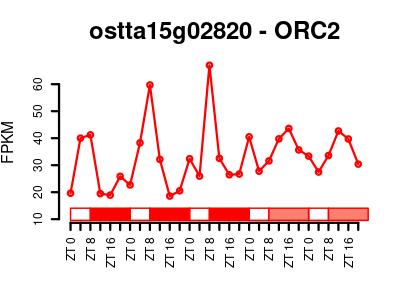 ostta15g02820 - ORC2
FPKM
60
50
40
30
20
10
ZT 0
ZT 8
ZT 16
ZT 0
ZT 8
ZT 16
ZT 0
ZT 8
ZT 16
ZT 0
ZT 8
ZT 16
ZT 0
ZT 8
ZT 16